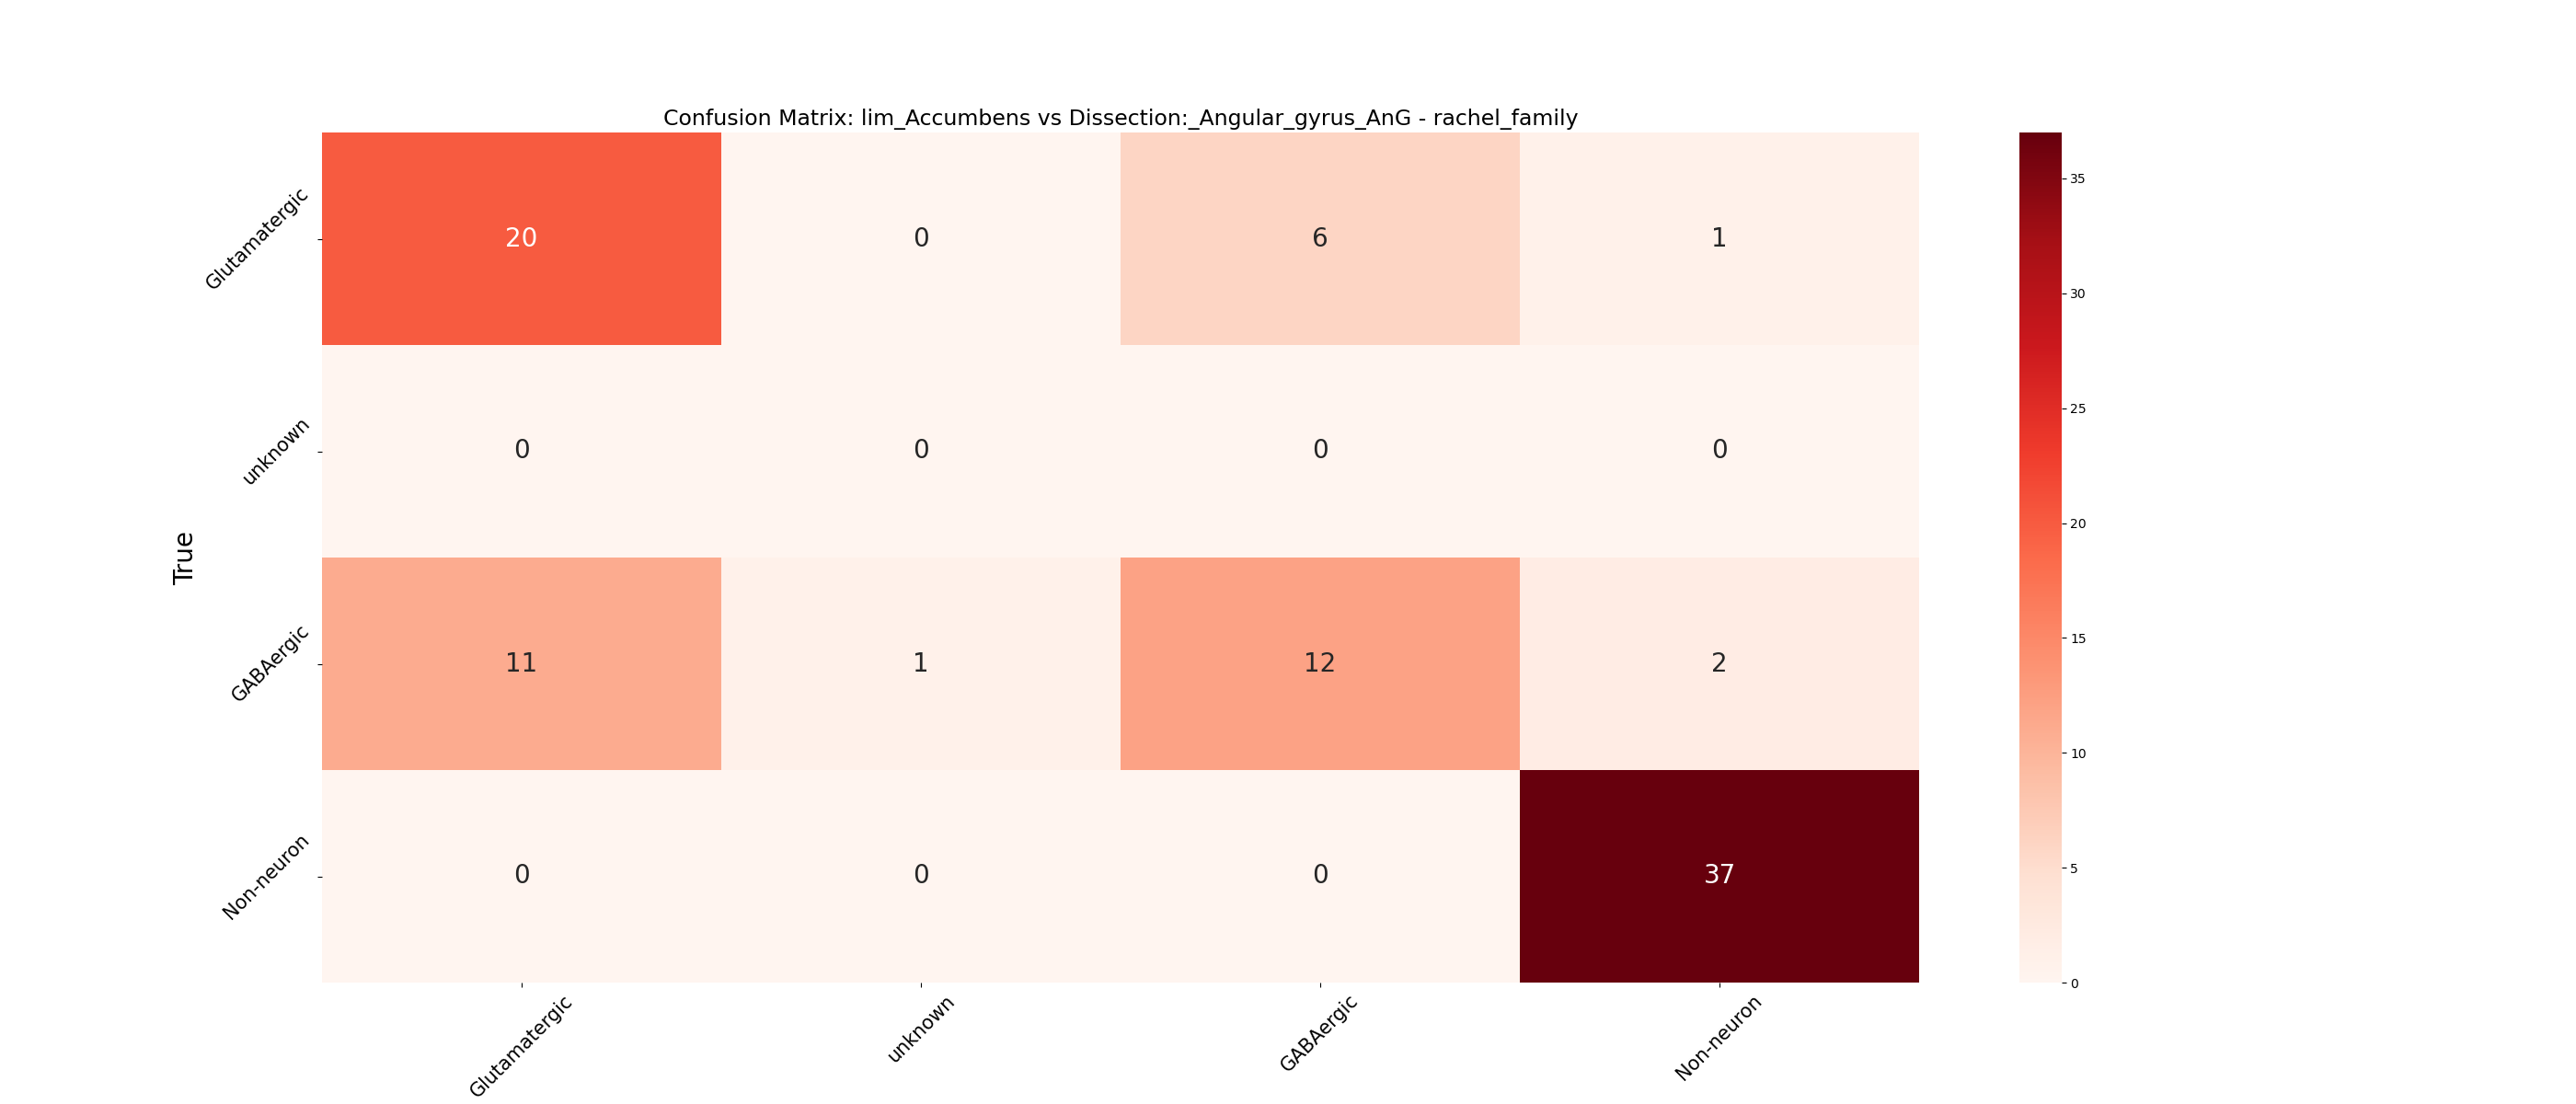 Confusion Matrix: lim_Accumbens vs Dissection:_Angular_gyrus_AnG - rachel_family
True
Glutamatergic
20 0 6 1
unknown
0 0 0 0
GABAergic
11 1 12 2
Non-neuron
0 0 0 37
Glutamatergic unknown GABAergic Non-neuron
35
30
25
20
15
10
5
0